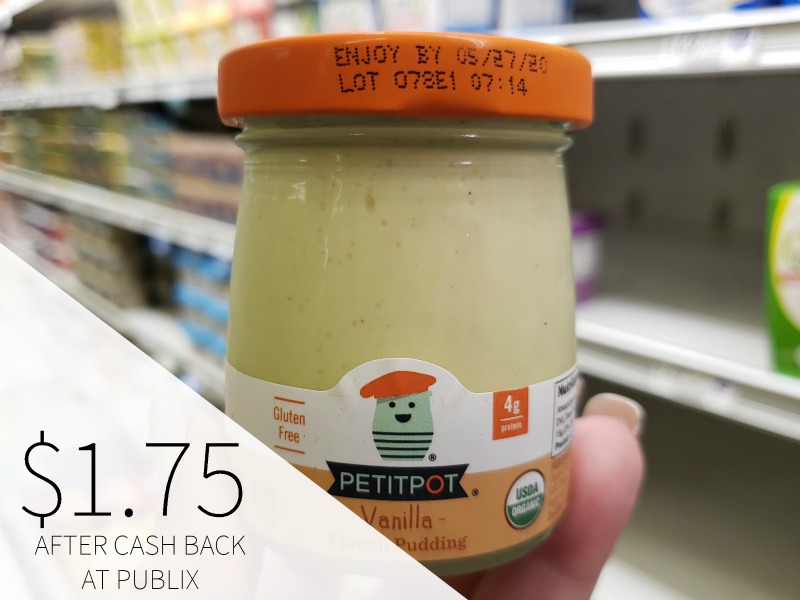 ENJOY BY 05/27/20
LOT 078E1 07:14
Gluten
Free
4g
protein
PETITPOT
®
®
USDA
ORGANIC
Vanilla -
French Pudding
$1.75
AFTER CASH BACK
AT PUBLIX